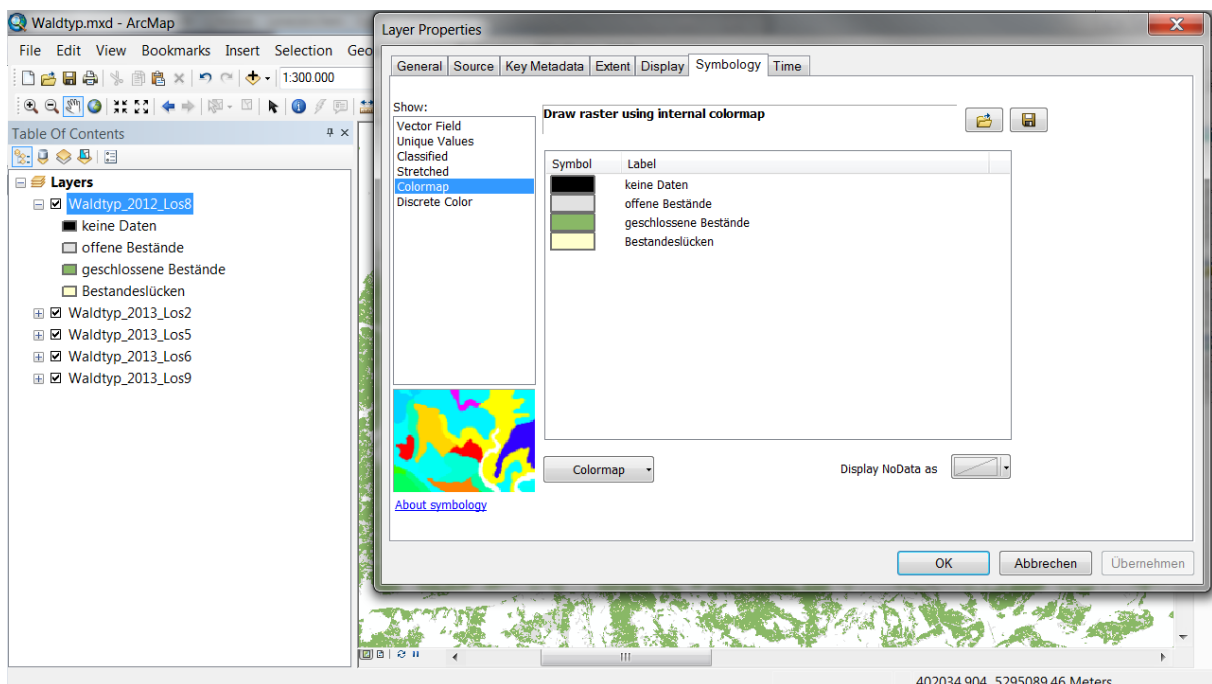 Waldtyp.mxd - ArcMap
File Edit View Bookmarks Insert Selection Geo
1:300.000
Table Of Contents
Layers
Waldtyp_2012_Los8
keine Daten
offene Bestände
geschlossene Bestände
Bestandeslücken
Waldtyp_2013_Los2
Waldtyp_2013_Los5
Waldtyp_2013_Los6
Waldtyp_2013_Los9
Layer Properties
General Source Key Metadata Extent Display Symbology Time
Show:
Vector Field
Unique Values
Classified
Stretched
Colormap
Discrete Color
About symbology
Draw raster using internal colormap
Symbol Label
keine Daten
offene Bestände
geschlossene Bestände
Bestandeslücken
Colormap
Display NoData as
OK Abbrechen Übernehmen
402034,904 5295089,46 Meters